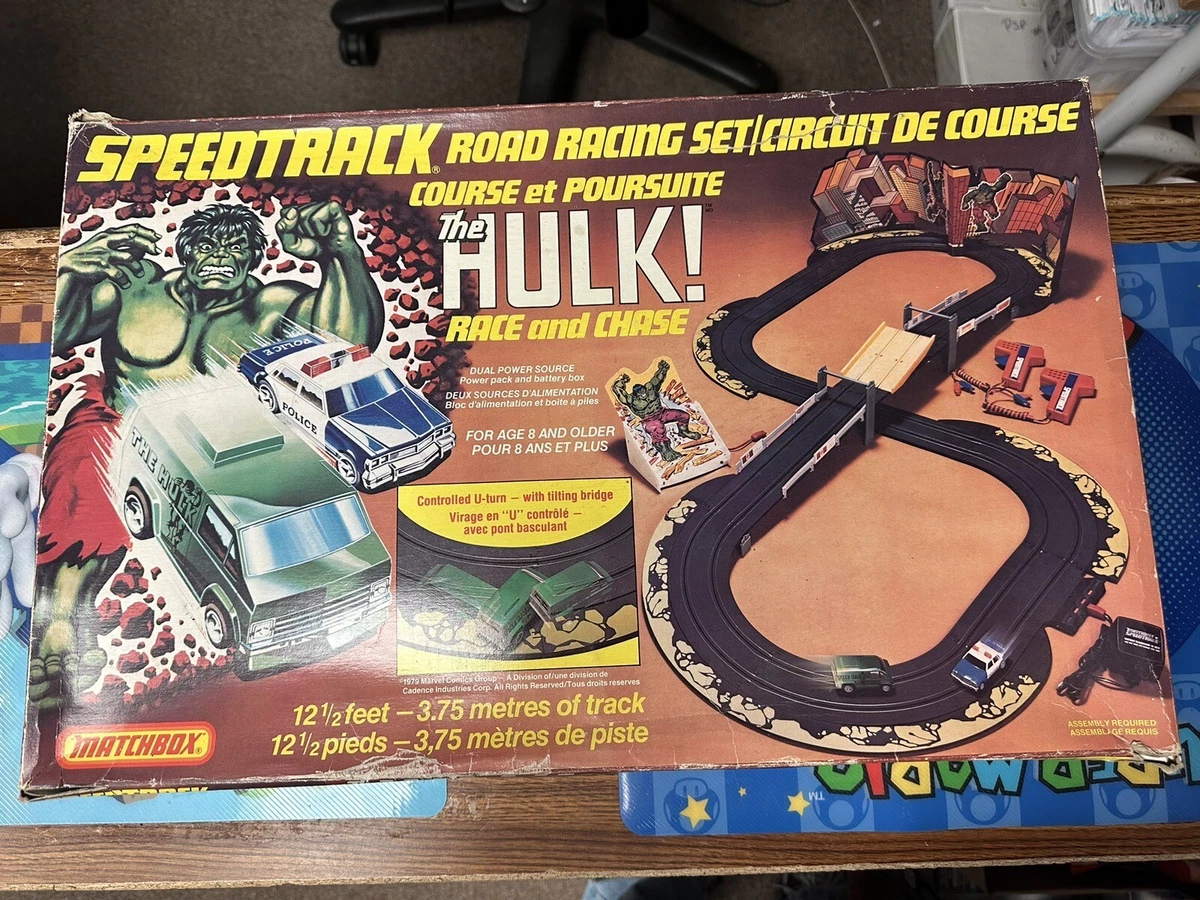 SPEEDTRACK® ROAD RACING SET/CIRCUIT DE COURSE
COURSE et POURSUITE
The
HULK!
™
MD
RACE and CHASE
DUAL POWER SOURCE
Power pack and battery box
DEUX SOURCES D'ALIMENTATION
Bloc d'alimentation et boîte à piles
FOR AGE 8 AND OLDER
POUR 8 ANS ET PLUS
POLICE
POLICE
THE HULK
Controlled U-turn – with tilting bridge
Virage en "U" contrôlé –
avec pont basculant
1979 Marvel Comics Group – A Division of/une division de
Cadence Industries Corp. All Rights Reserved/Tous droits reserves
12 1/2 feet – 3.75 metres of track
12 1/2 pieds – 3,75 mètres de piste
MATCHBOX®
ASSEMBLY REQUIRED
ASSEMBLAGE REQUIS
PSP